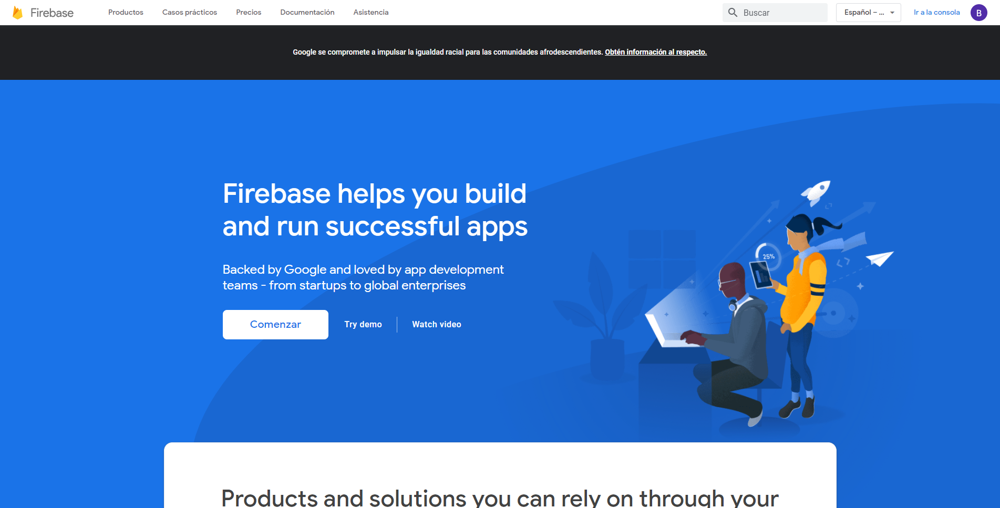 Firebase
Productos
Casos prácticos
Precios
Documentación
Asistencia
Buscar
Español – ...
Ir a la consola
B
Google se compromete a impulsar la igualdad racial para las comunidades afrodescendientes. Obtén información al respecto.
Firebase helps you build
and run successful apps
Backed by Google and loved by app development
teams - from startups to global enterprises
Comenzar
Try demo
Watch video
25%
Products and solutions you can rely on through your